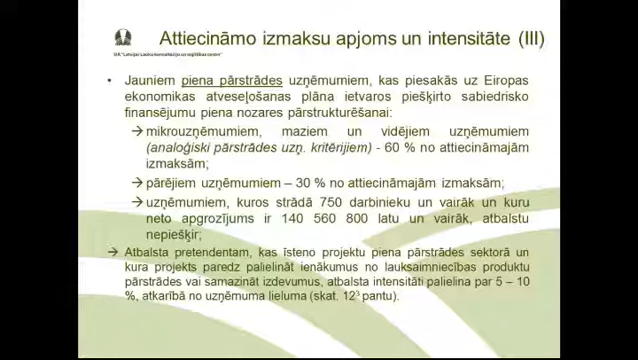 Attiecināmo izmaksu apjoms un intensitāte (III)
SIA "Latvijas Lauku konsultāciju un izglītības centrs"
• Jauniem piena pārstrādes uzņēmumiem, kas piesakās uz Eiropas
ekonomikas atveseļošanas plāna ietvaros piešķirto sabiedrisko
finansējumu piena nozares pārstrukturēšanai:
→ mikrouzņēmumiem, maziem un vidējiem uzņēmumiem
(analoģiski pārstrādes uzņ. kritērijiem) - 60 % no attiecināmajām
izmaksām;
→ pārējiem uzņēmumiem – 30 % no attiecināmajām izmaksām;
→ uzņēmumiem, kuros strādā 750 darbinieku un vairāk un kuru
neto apgrozījums ir 140 560 800 latu un vairāk, atbalstu
nepiešķir;
→ Atbalsta pretendentam, kas īsteno projektu piena pārstrādes sektorā un
kura projekts paredz palielināt ienākumus no lauksaimniecības produktu
pārstrādes vai samazināt izdevumus, atbalsta intensitāti palielina par 5 – 10
%, atkarībā no uzņēmuma lieluma (skat. 12³ pantu).